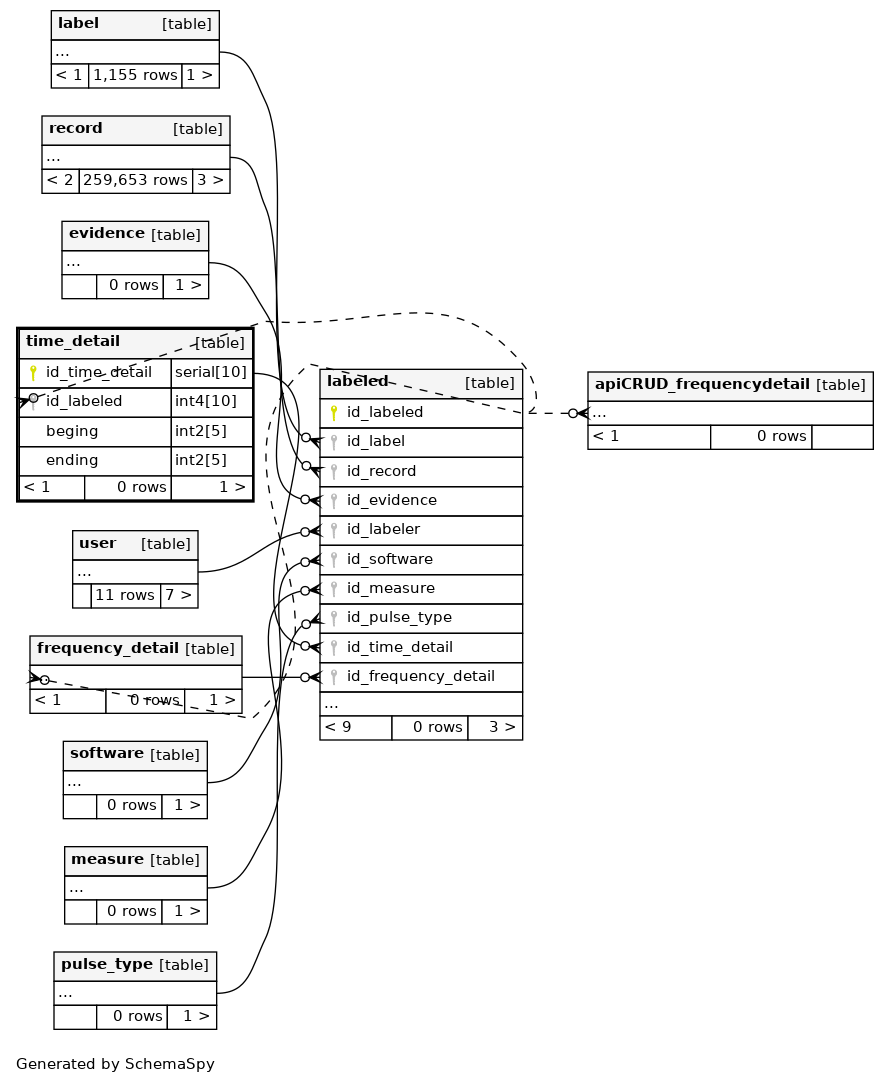 label [table]
...
< 1 1,155 rows 1 >
record [table]
...
< 2 259,653 rows 3 >
evidence [table]
...
0 rows 1 >
time_detail [table]
id_time_detail serial[10]
id_labeled int4[10]
beging int2[5]
ending int2[5]
< 1 0 rows 1 >
user [table]
...
11 rows 7 >
frequency_detail [table]
...
< 1 0 rows 1 >
software [table]
...
0 rows 1 >
measure [table]
...
0 rows 1 >
pulse_type [table]
...
0 rows 1 >
labeled [table]
id_labeled
id_label
id_record
id_evidence
id_labeler
id_software
id_measure
id_pulse_type
id_time_detail
id_frequency_detail
...
< 9 0 rows 3 >
apiCRUD_frequencydetail [table]
...
< 1 0 rows
Generated by SchemaSpy